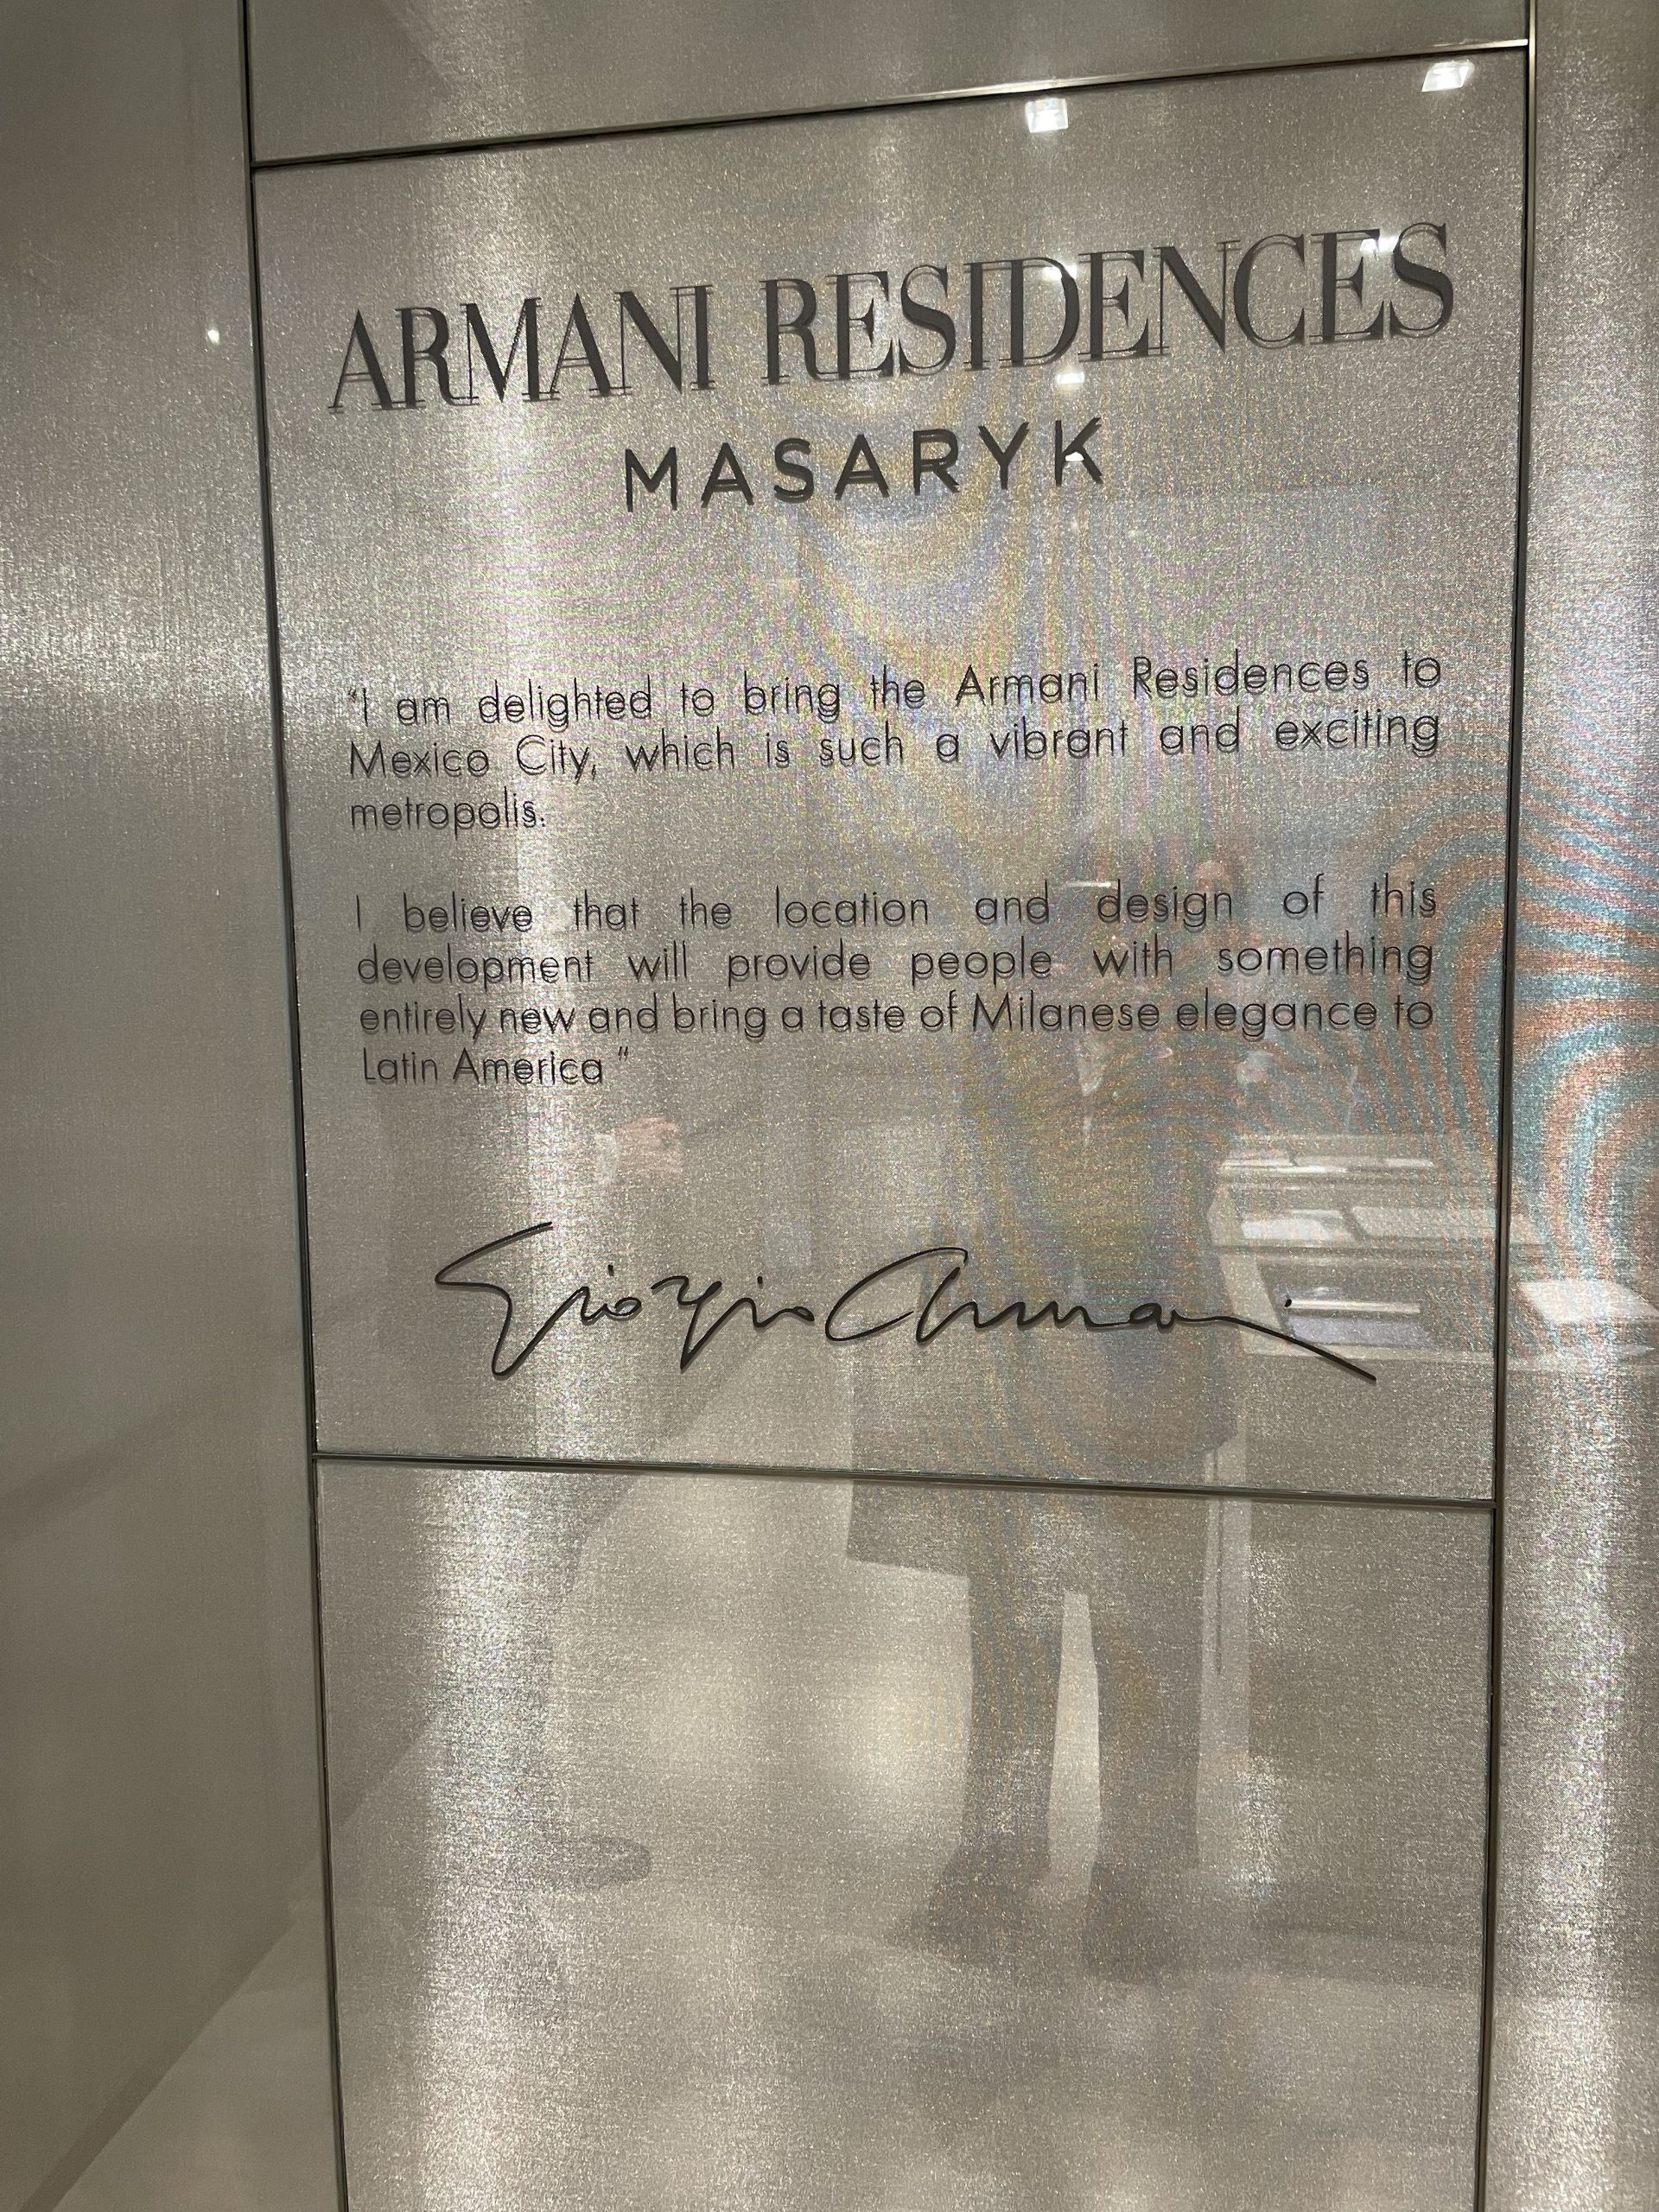 ARMANI RESIDENCES
MASARYK
“I am delighted to bring the Armani Residences to
Mexico City, which is such a vibrant and exciting
metropolis.
I believe that the location and design of this
development will provide people with something
entirely new and bring a taste of Milanese elegance to
Latin America “
Giorgio Armani